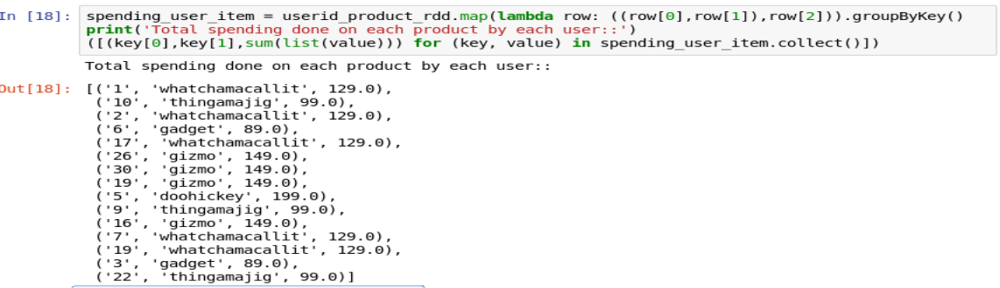 In [18]: spending_user_item = userid_product_rdd.map(lambda row: ((row[0],row[1]),row[2])).groupByKey()
print('Total spending done on each product by each user::')
([(key[0],key[1],sum(list(value))) for (key, value) in spending_user_item.collect()])
Total spending done on each product by each user::
Out[18]: [('1', 'whatchamacallit', 129.0),
('10', 'thingamajig', 99.0),
('2', 'whatchamacallit', 129.0),
('6', 'gadget', 89.0),
('17', 'whatchamacallit', 129.0),
('26', 'gizmo', 149.0),
('30', 'gizmo', 149.0),
('19', 'gizmo', 149.0),
('5', 'doohickey', 199.0),
('9', 'thingamajig', 99.0),
('16', 'gizmo', 149.0),
('7', 'whatchamacallit', 129.0),
('19', 'whatchamacallit', 129.0),
('3', 'gadget', 89.0),
('22', 'thingamajig', 99.0)]